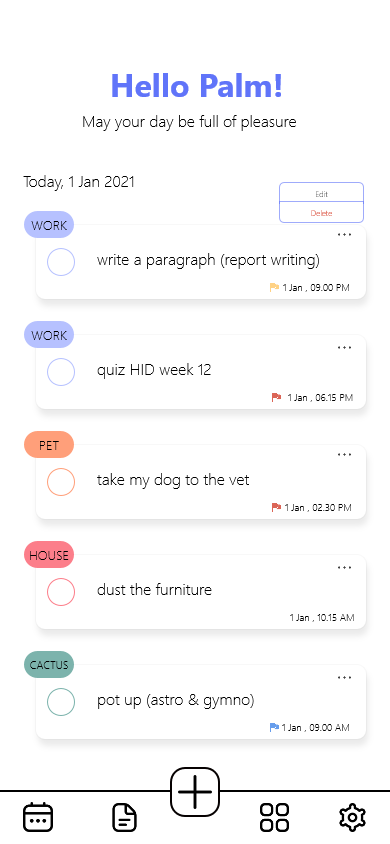 Hello Palm!
May your day be full of pleasure
Today, 1 Jan 2021
Edit
Delete
WORK
write a paragraph (report writing)
1 Jan , 09.00 PM
WORK
quiz HID week 12
1 Jan , 06.15 PM
PET
take my dog to the vet
1 Jan , 02.30 PM
HOUSE
dust the furniture
1 Jan , 10.15 AM
CACTUS
pot up (astro & gymno)
1 Jan , 09.00 AM